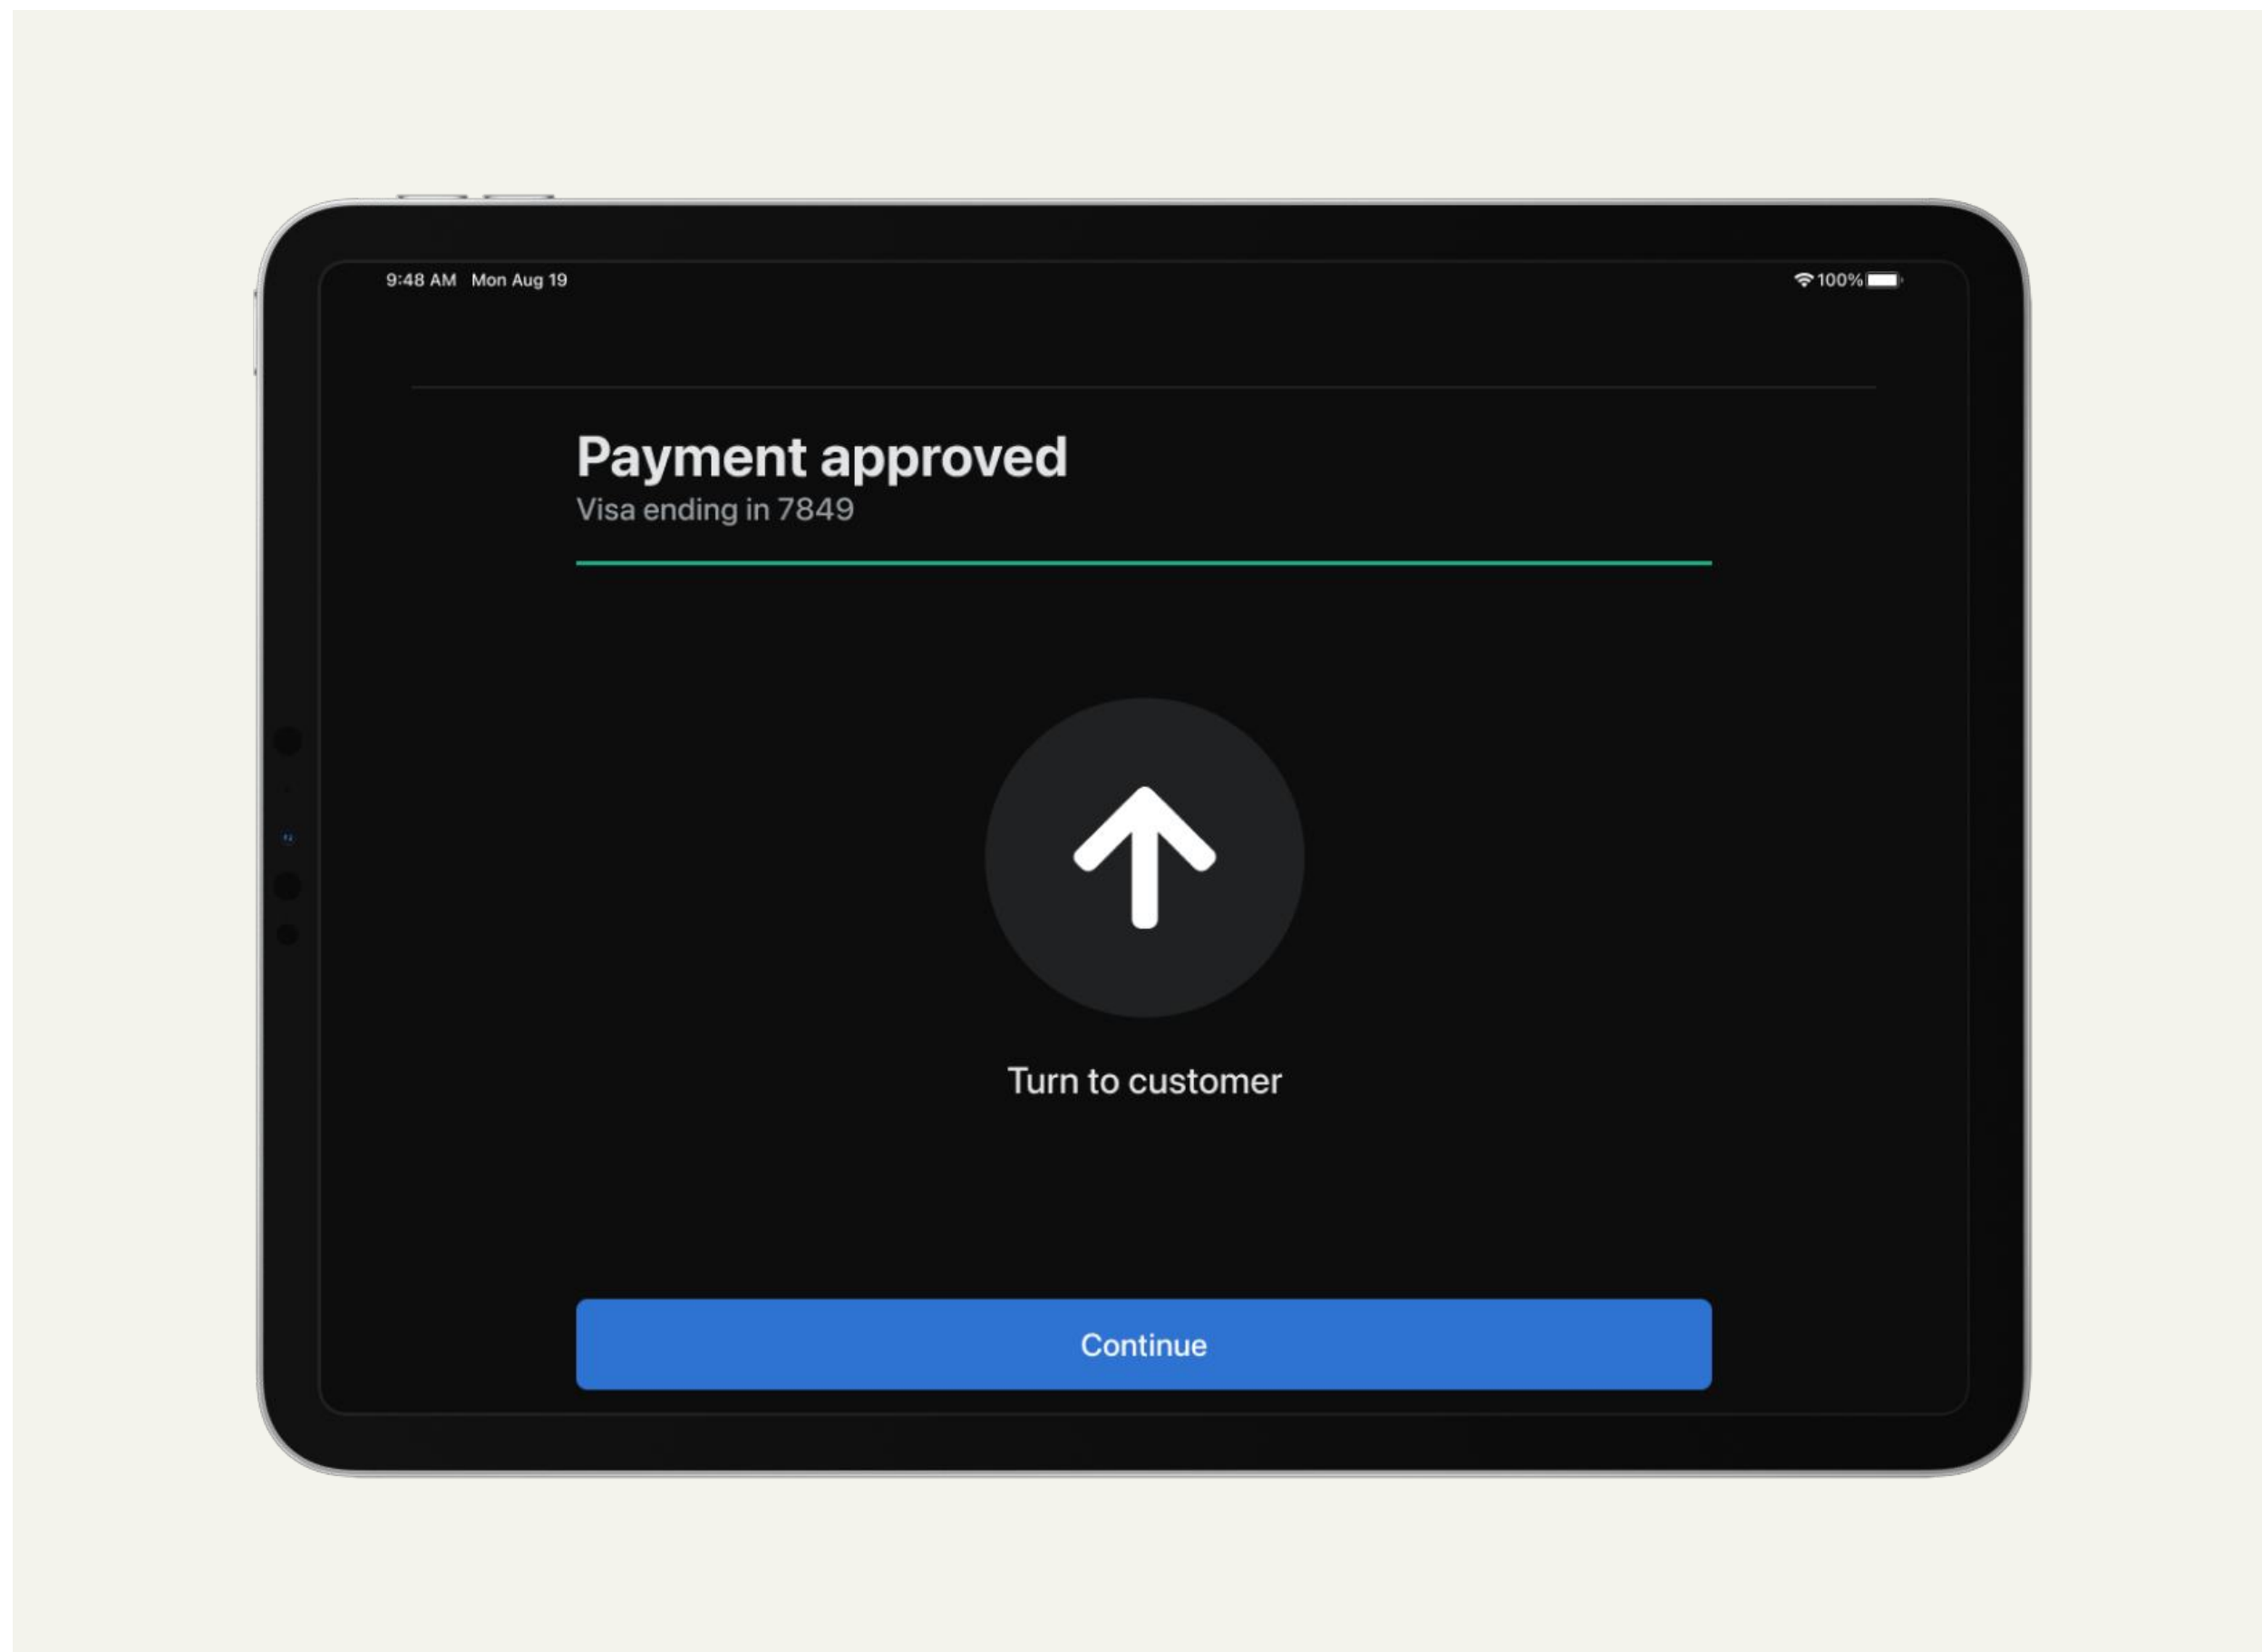 9:48 AM Mon Aug 19
100%
Payment approved
Visa ending in 7849
Turn to customer
Continue